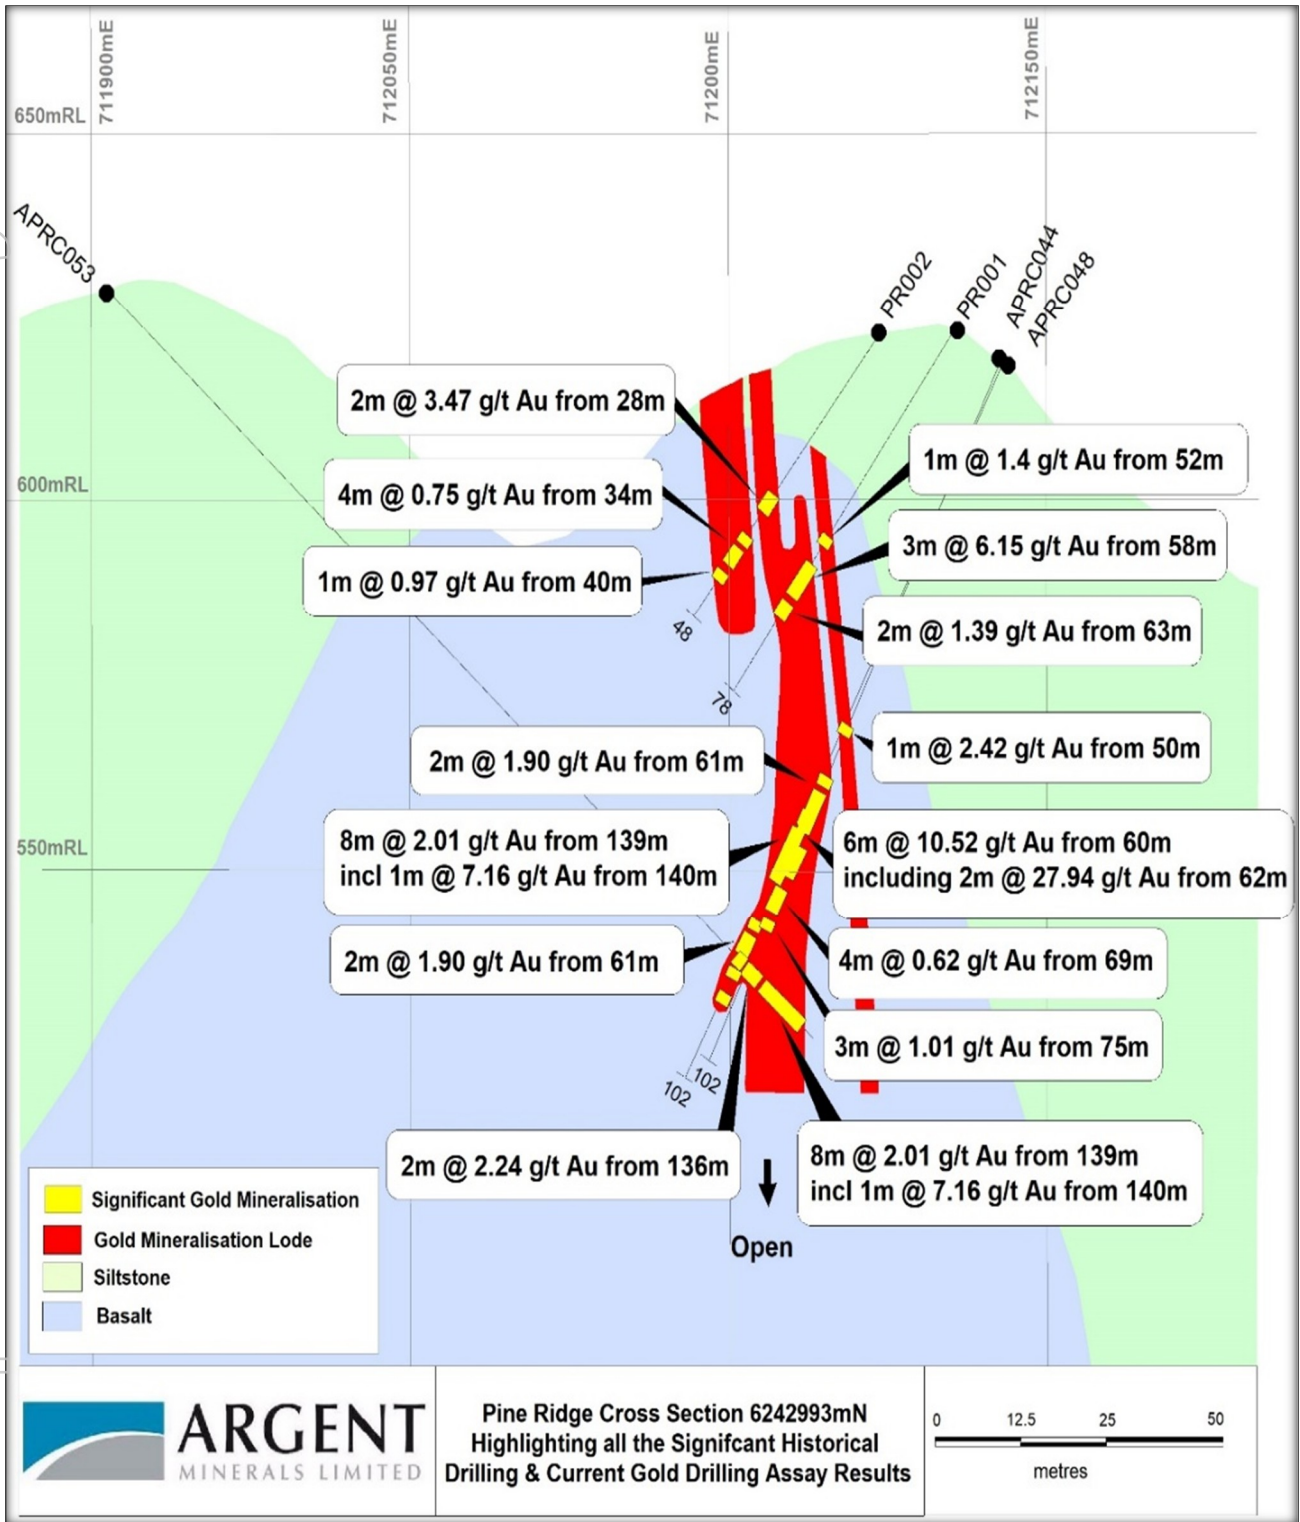 711900mE
712050mE
711200mE
712150mE
650mRL
APRC053
PR002
PR001
APRC044
APRC048
2m @ 3.47 g/t Au from 28m
1m @ 1.4 g/t Au from 52m
600mRL
4m @ 0.75 g/t Au from 34m
3m @ 6.15 g/t Au from 58m
1m @ 0.97 g/t Au from 40m
48
2m @ 1.39 g/t Au from 63m
78
2m @ 1.90 g/t Au from 61m
1m @ 2.42 g/t Au from 50m
550mRL
8m @ 2.01 g/t Au from 139m
incl 1m @ 7.16 g/t Au from 140m
6m @ 10.52 g/t Au from 60m
including 2m @ 27.94 g/t Au from 62m
2m @ 1.90 g/t Au from 61m
4m @ 0.62 g/t Au from 69m
3m @ 1.01 g/t Au from 75m
102
102
2m @ 2.24 g/t Au from 136m
8m @ 2.01 g/t Au from 139m
incl 1m @ 7.16 g/t Au from 140m
Open
Significant Gold Mineralisation
Gold Mineralisation Lode
Siltstone
Basalt
ARGENT
MINERALS LIMITED
Pine Ridge Cross Section 6242993mN
Highlighting all the Signifcant Historical
Drilling & Current Gold Drilling Assay Results
0 12.5 25 50
metres